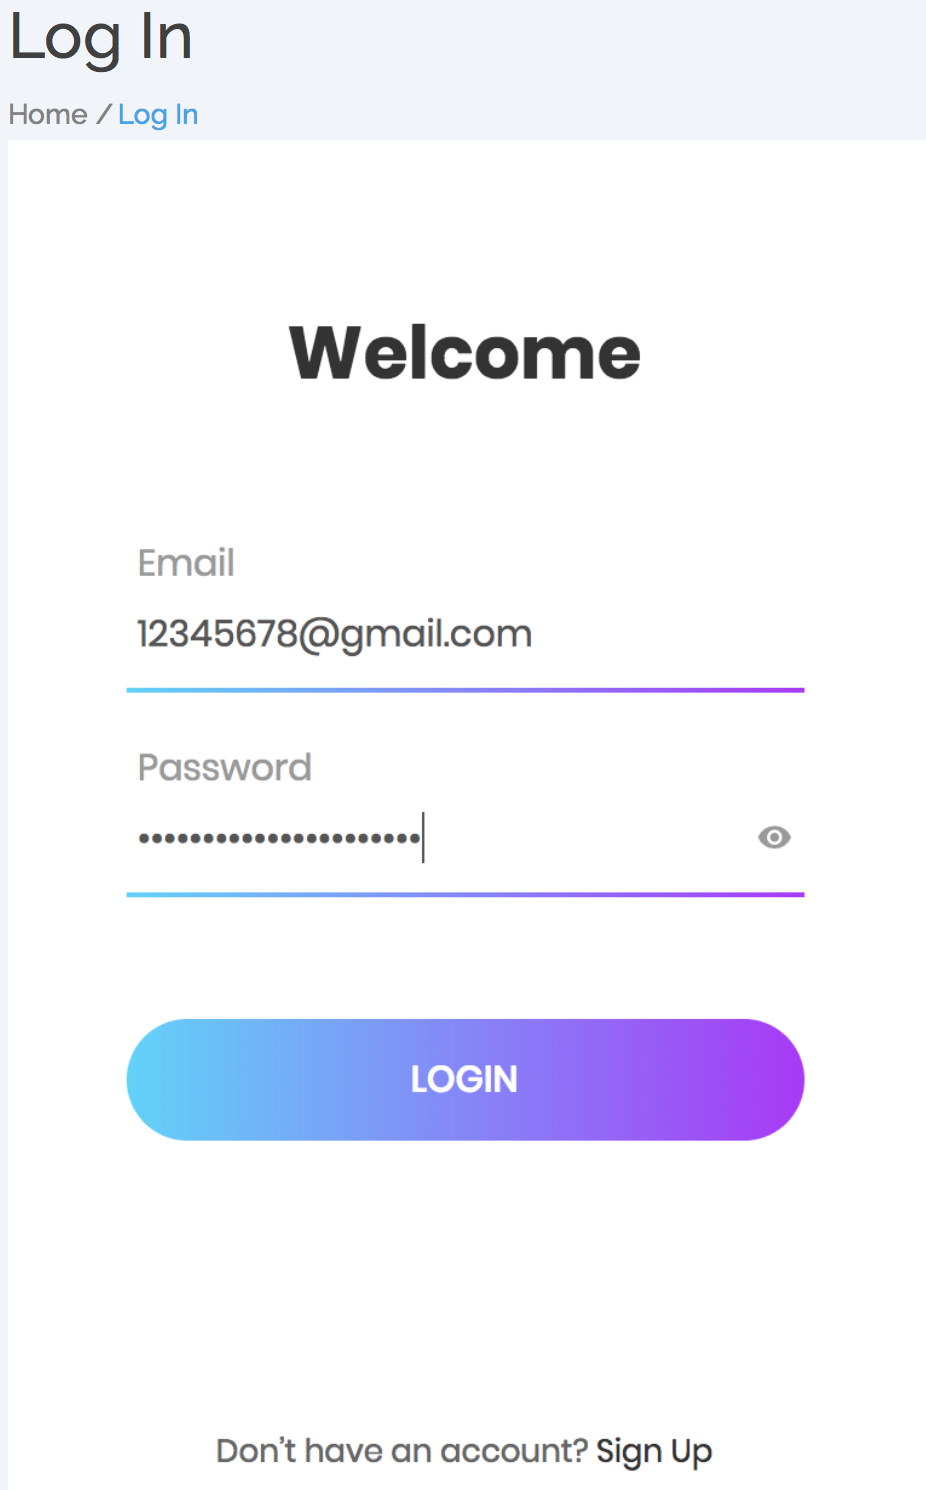 Log In
Home / Log In
Welcome
Email
12345678@gmail.com
Password
••••••••••••••••••••••
LOGIN
Don't have an account? Sign Up